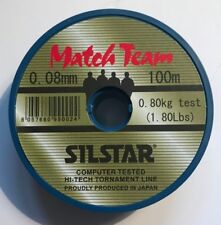 Match Team
0.08mm
100m
0.80kg test
(1.80Lbs)
SILSTAR
COMPUTER TESTED
HI-TECH TORNAMENT LINE
PROUDLY PRODUCED IN JAPAN